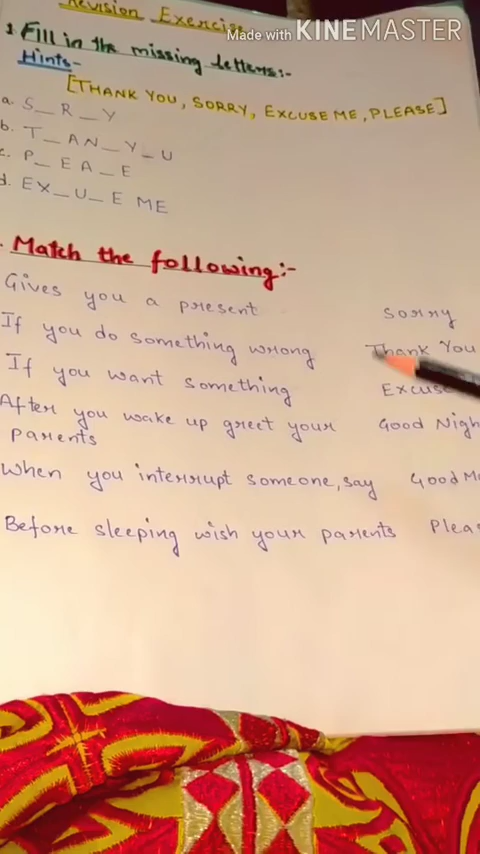 Revision Exercise
Made with KINEMASTER
1 Fill in the missing letters:-
Hints-
[THANK YOU, SORRY, EXCUSE ME, PLEASE]
a. S_R_Y
b. T_AN_Y_U
c. P_EA_E
d. EX_U_E ME
Match the following:-
Gives you a present
Sorry
If you do something wrong
Thank You
If you want something
Excuse
After you wake up greet your
Good Nigh
parents
When you interrupt someone, say
Good Mo
Before sleeping wish your parents
Pleas